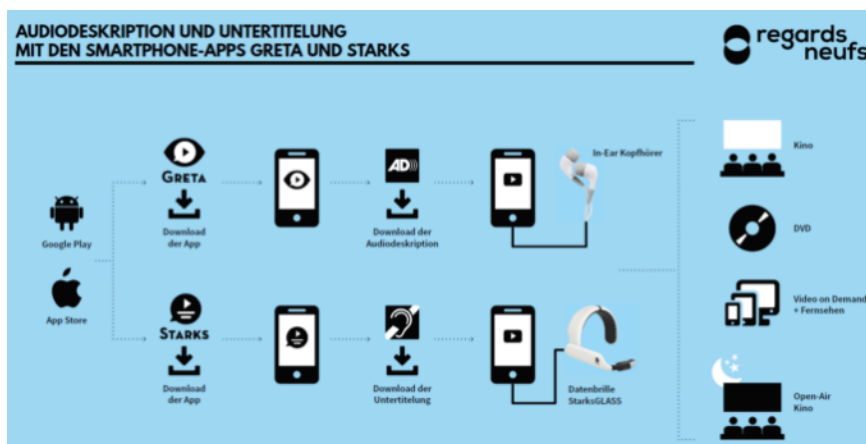 AUDIODESKRIPTION UND UNTERTITELUNG
MIT DEN SMARTPHONE-APPS GRETA UND STARKS
regards
neufs
Google Play
App Store
GRETA
Download
der App
AD
Download der
Audiodeskription
In-Ear Kopfhörer
STARKS
Download
der App
Download der
Untertitelung
Datenbrille
StarksGLASS
Kino
DVD
Video on Demand
+ Fernsehen
Open-Air
Kino